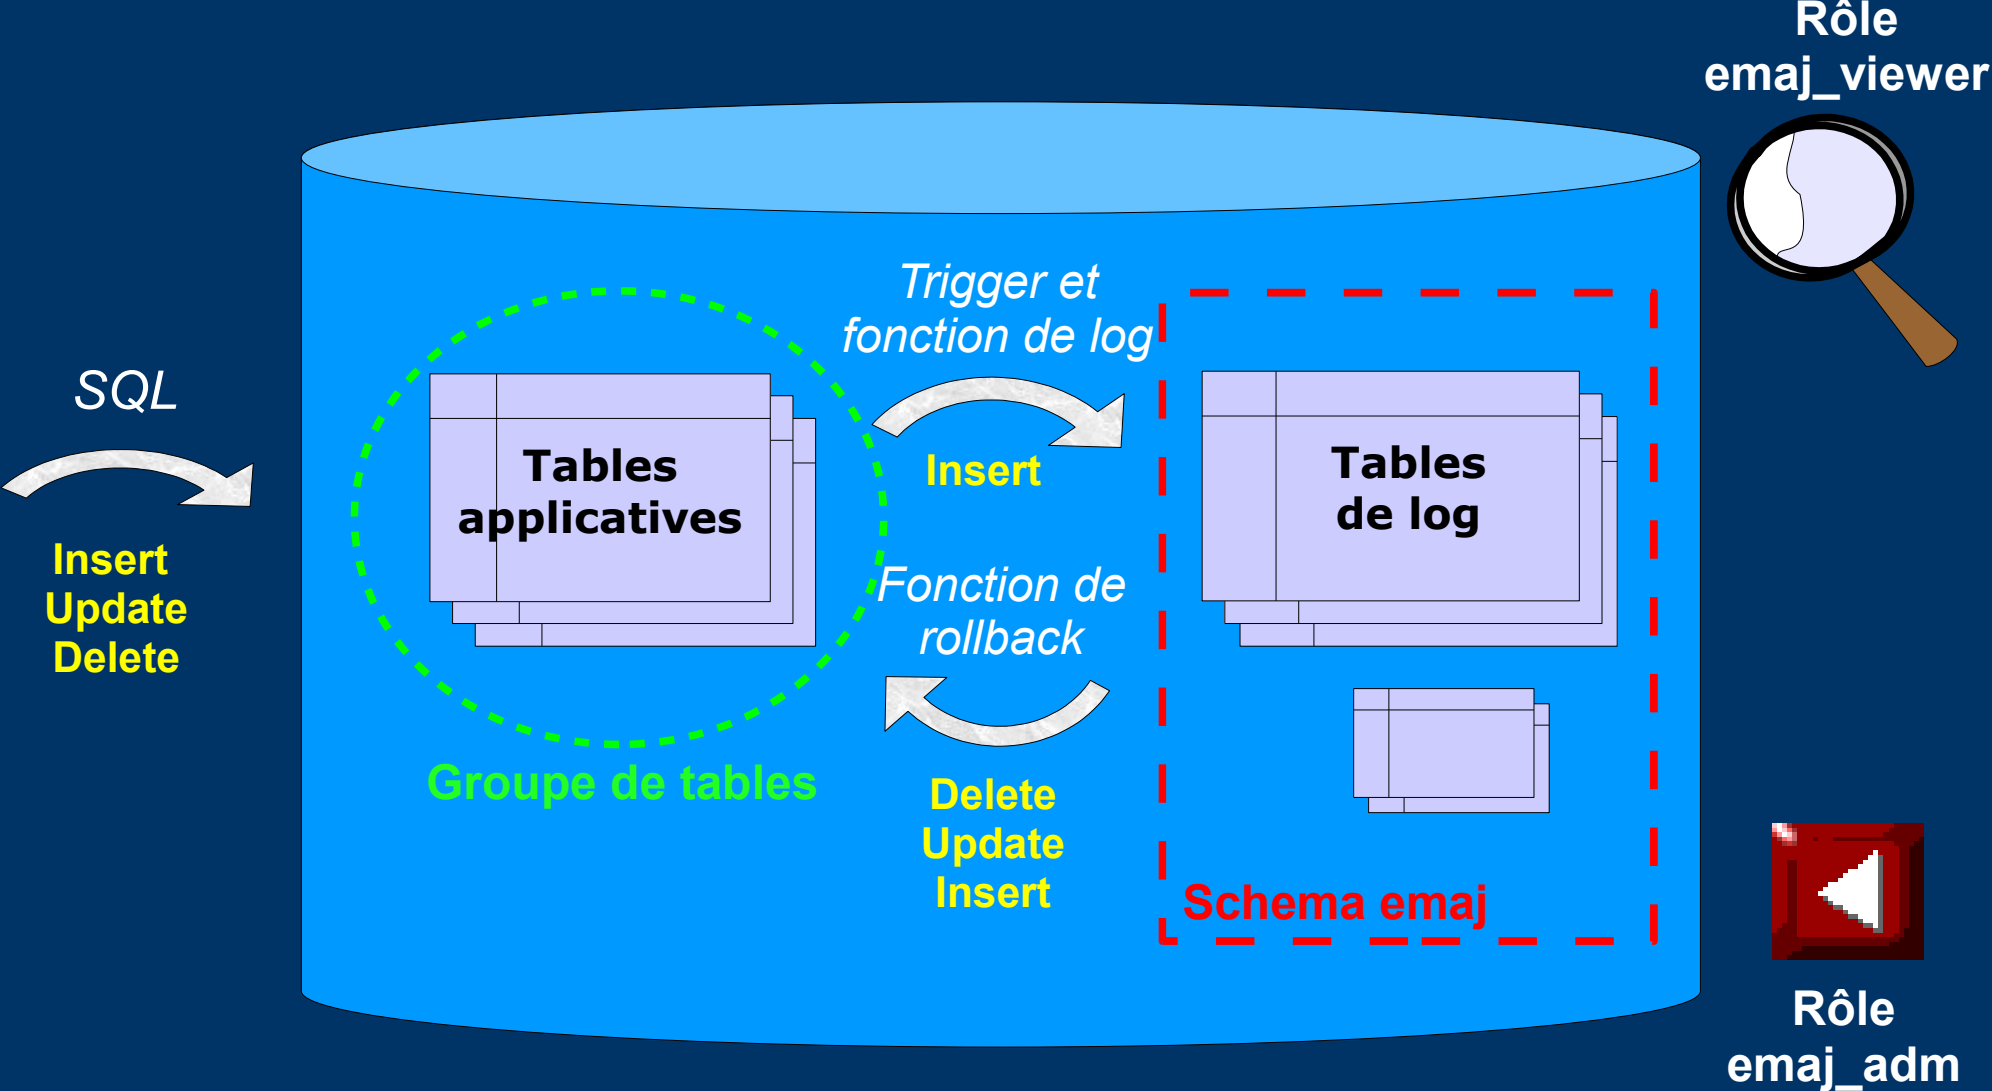 Rôle
emaj_viewer
Trigger et
fonction de log
SQL
Tables
applicatives
Insert
Tables
de log
Insert
Update
Delete
Fonction de
rollback
Groupe de tables
Delete
Update
Insert
Schema emaj
Rôle
emaj_adm